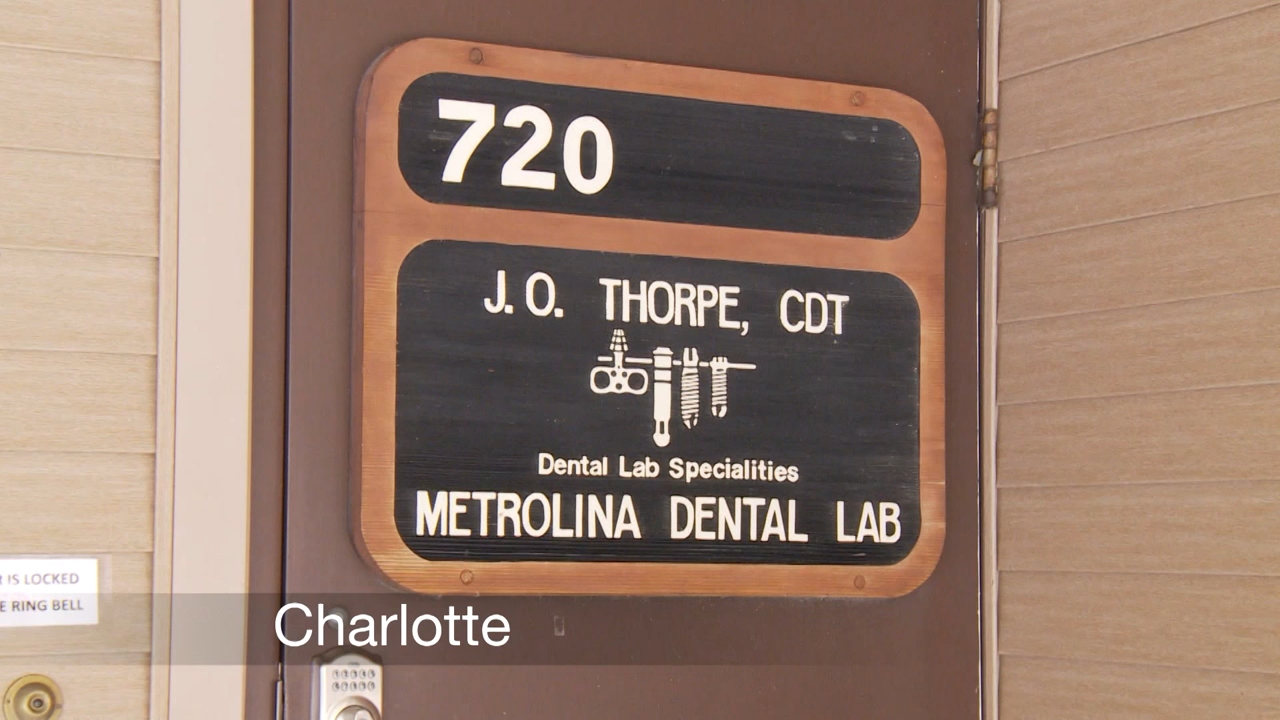 720
J. O. THORPE, CDT
Dental Lab Specialities
METROLINA DENTAL LAB
IS LOCKED
RING BELL
Charlotte